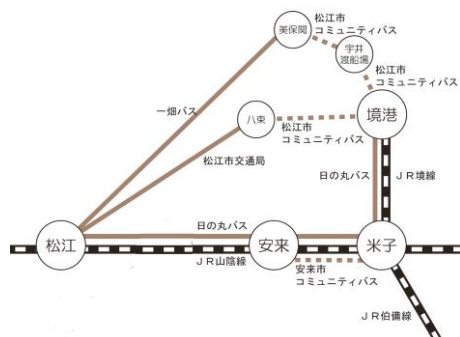 美保関
松江市
コミュニティバス
宇井
渡船場
松江市
コミュニティバス
一畑バス
八束
松江市
コミュニティバス
境港
松江市交通局
日の丸バス
JR境線
日の丸バス
松江
安来
米子
JR山陰線
安来市
コミュニティバス
JR伯備線